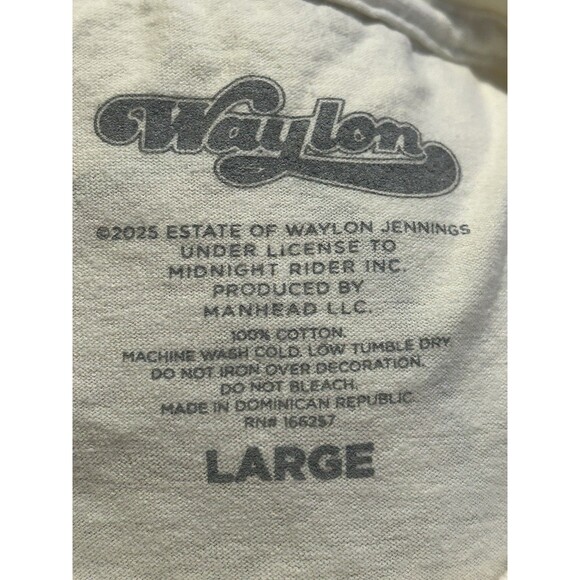 Waylon
©2025 ESTATE OF WAYLON JENNINGS
UNDER LICENSE TO
MIDNIGHT RIDER INC.
PRODUCED BY
MANHEAD LLC.
100% COTTON.
MACHINE WASH COLD. LOW TUMBLE DRY.
DO NOT IRON OVER DECORATION.
DO NOT BLEACH.
MADE IN DOMINICAN REPUBLIC.
RN# 166257
LARGE